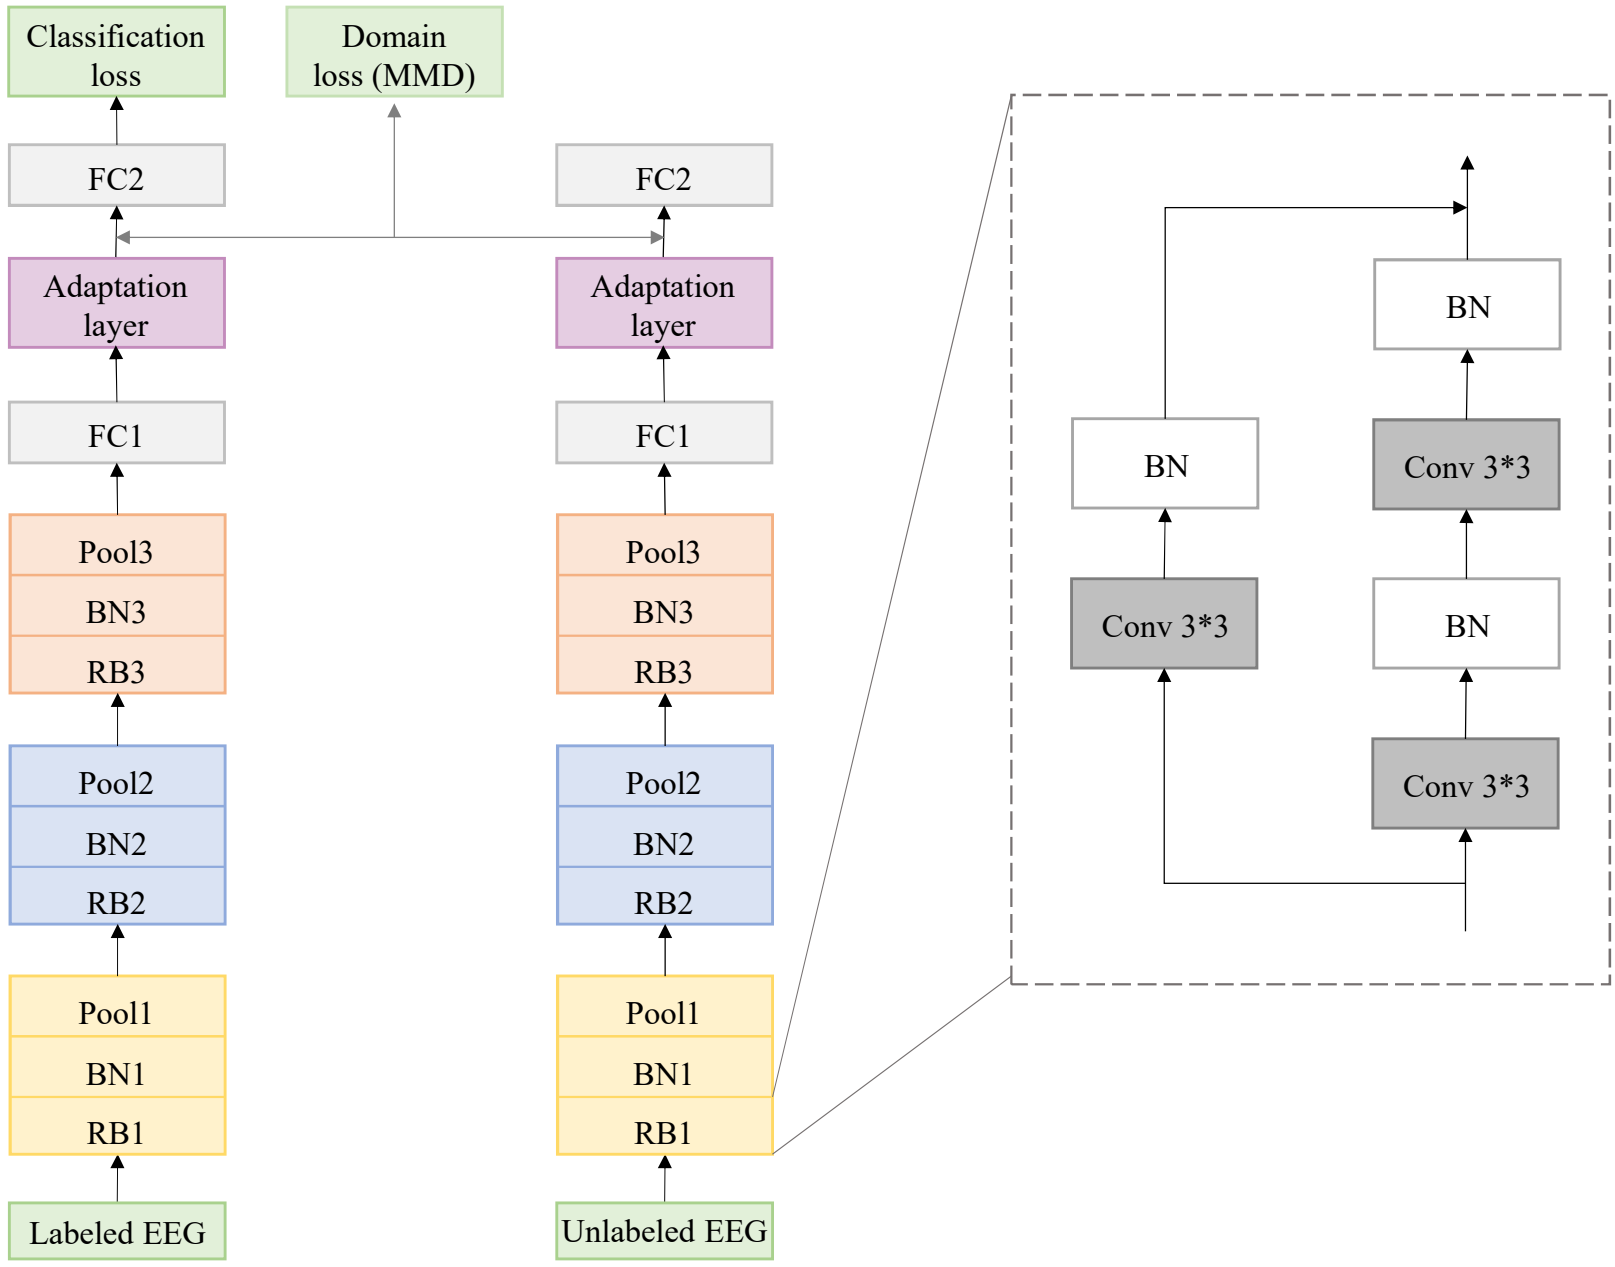 Classification
loss
FC2
Adaptation
layer
FC1
Pool3
BN3
RB3
Pool2
BN2
RB2
Pool1
BN1
RB1
Labeled EEG
Domain
loss (MMD)
FC2
Adaptation
layer
FC1
Pool3
BN3
RB3
Pool2
BN2
RB2
Pool1
BN1
RB1
Unlabeled EEG
BN
Conv 3*3
BN
Conv 3*3
BN
Conv 3*3